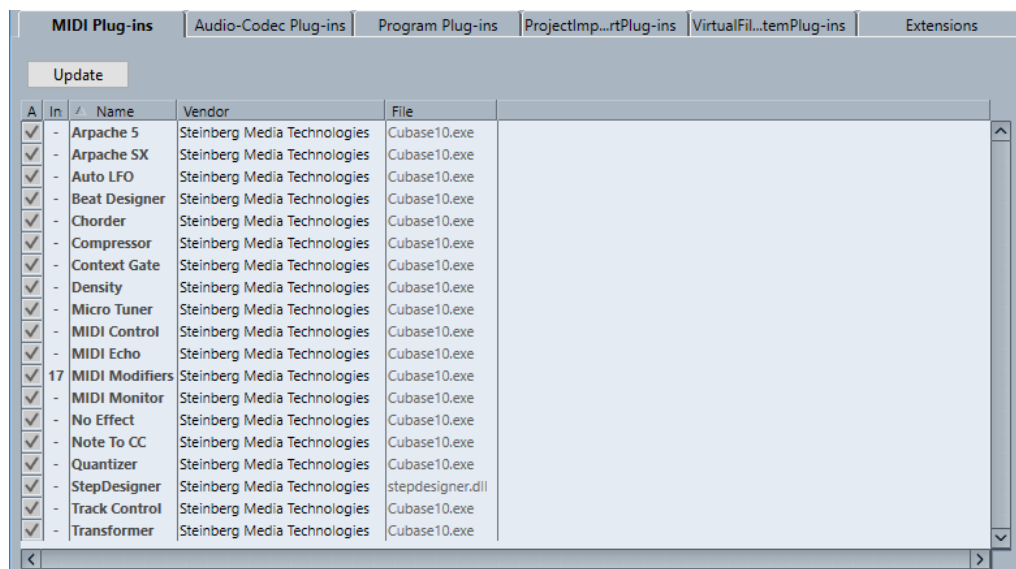 MIDI Plug-ins Audio-Codec Plug-ins Program Plug-ins ProjectImp...rtPlug-ins VirtualFil...temPlug-ins Extensions
Update
A In Name Vendor File
- Arpache 5 Steinberg Media Technologies Cubase10.exe
- Arpache SX Steinberg Media Technologies Cubase10.exe
- Auto LFO Steinberg Media Technologies Cubase10.exe
- Beat Designer Steinberg Media Technologies Cubase10.exe
- Chorder Steinberg Media Technologies Cubase10.exe
- Compressor Steinberg Media Technologies Cubase10.exe
- Context Gate Steinberg Media Technologies Cubase10.exe
- Density Steinberg Media Technologies Cubase10.exe
- Micro Tuner Steinberg Media Technologies Cubase10.exe
- MIDI Control Steinberg Media Technologies Cubase10.exe
- MIDI Echo Steinberg Media Technologies Cubase10.exe
17 MIDI Modifiers Steinberg Media Technologies Cubase10.exe
- MIDI Monitor Steinberg Media Technologies Cubase10.exe
- No Effect Steinberg Media Technologies Cubase10.exe
- Note To CC Steinberg Media Technologies Cubase10.exe
- Quantizer Steinberg Media Technologies Cubase10.exe
- StepDesigner Steinberg Media Technologies stepdesigner.dll
- Track Control Steinberg Media Technologies Cubase10.exe
- Transformer Steinberg Media Technologies Cubase10.exe